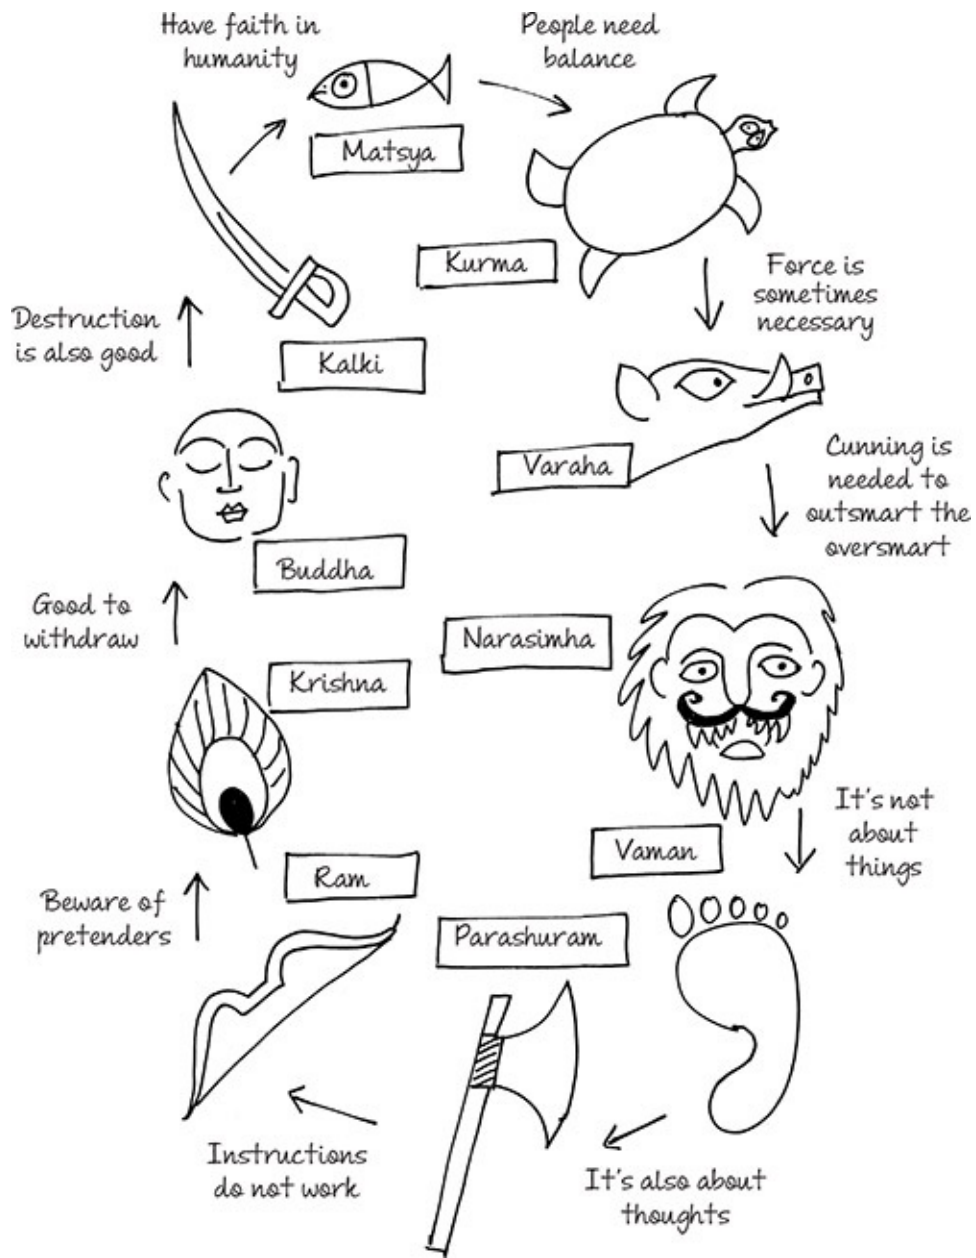 Have faith in
humanity
People need
balance
Matsya
Kurma
Force is
sometimes
necessary
Destruction
is also good
Kalki
Varaha
Cunning is
needed to
outsmart the
oversmart
Buddha
Good to
withdraw
Narasimha
Krishna
It's not
about
things
Vaman
Ram
Beware of
pretenders
Parashuram
Instructions
do not work
It's also about
thoughts